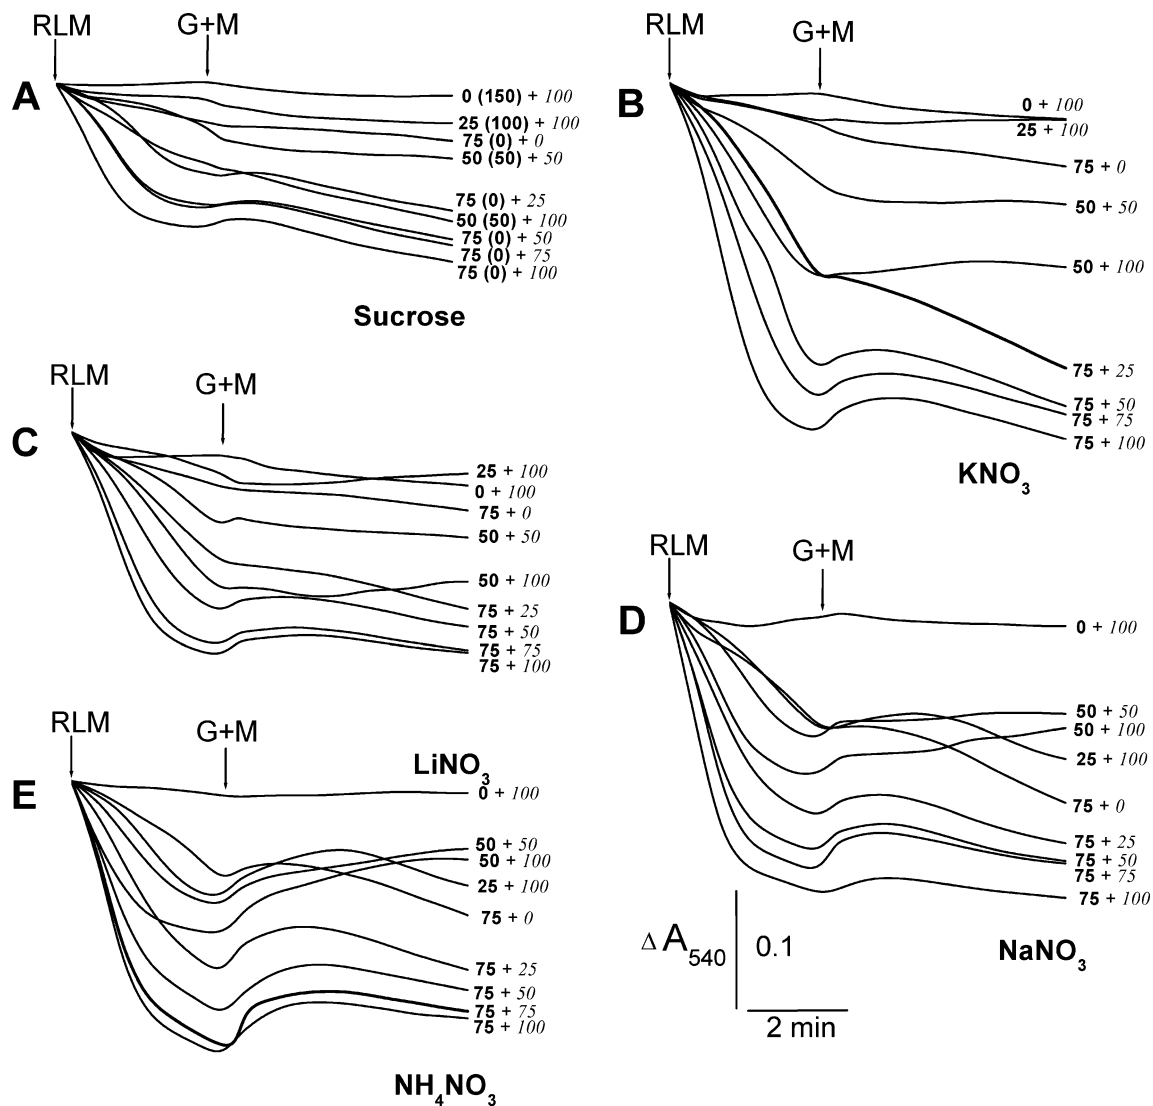 RLM
G+M
A
0 (150) + 100
25 (100) + 100
75 (0) + 0
50 (50) + 50
75 (0) + 25
50 (50) + 100
75 (0) + 50
75 (0) + 75
75 (0) + 100
Sucrose
RLM
G+M
B
0 + 100
25 + 100
75 + 0
50 + 50
50 + 100
75 + 25
75 + 50
75 + 75
75 + 100
KNO₃
RLM
G+M
C
25 + 100
0 + 100
75 + 0
50 + 50
50 + 100
75 + 25
75 + 50
75 + 75
75 + 100
LiNO₃
RLM
G+M
D
0 + 100
50 + 50
50 + 100
25 + 100
75 + 0
75 + 25
75 + 50
75 + 75
75 + 100
NaNO₃
Δ A₅₄₀
0.1
2 min
RLM
G+M
E
0 + 100
50 + 50
50 + 100
25 + 100
75 + 0
75 + 25
75 + 50
75 + 75
75 + 100
NH₄NO₃